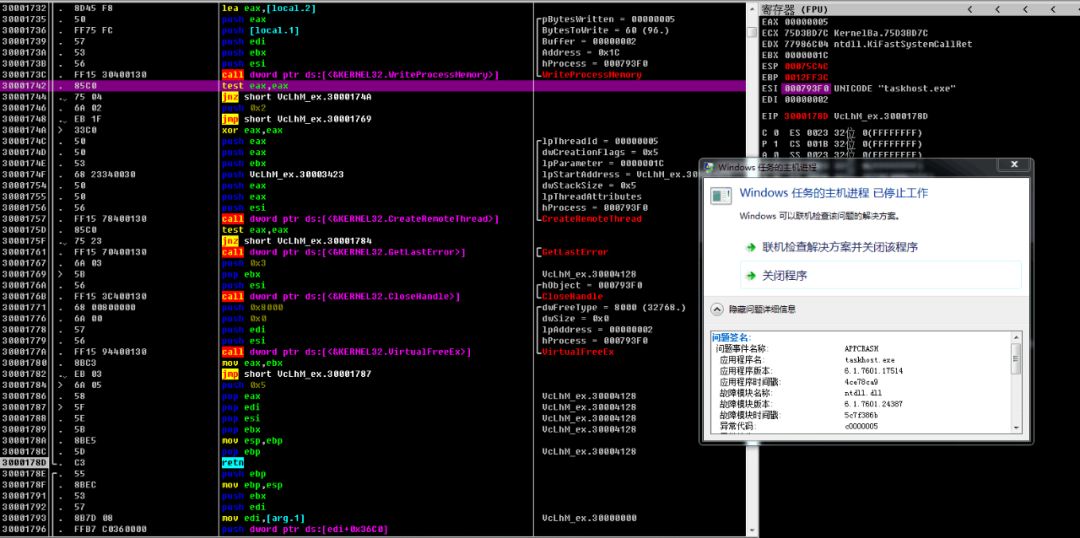 30001732 . 8D45 F8 lea eax,[local.2]
30001735 . 50 push eax pBytesWritten = 00000005
30001736 . FF75 FC push [local.1] BytesToWrite = 60 (96.)
30001739 . 57 push edi Buffer = 00000002
3000173A . 53 push ebx Address = 0x1C
3000173B . 56 push esi hProcess = 000793F0
3000173C . FF15 30400130 call dword ptr ds:[<&KERNEL32.WriteProcessMemory>] WriteProcessMemory
30001742 . 85C0 test eax,eax
30001744 75 04 jnz short VcLhM_ex.3000174A
30001746 . 6A 02 push 0x2
30001748 . EB 1F jmp short VcLhM_ex.30001769
3000174A > 33C0 xor eax,eax
3000174C . 50 push eax lpThreadId = 00000005
3000174D . 50 push eax dwCreationFlags = 0x5
3000174E . 53 push ebx lpParameter = 0000001C
3000174F . 68 23340030 push VcLhM_ex.30003423 lpStartAddress = VcLhM_ex.30
30001754 . 50 push eax dwStackSize = 0x5
30001755 . 50 push eax lpThreadAttributes
30001756 . 56 push esi hProcess = 000793F0
30001757 . FF15 78400130 call dword ptr ds:[<&KERNEL32.CreateRemoteThread>] CreateRemoteThread
3000175D . 85C0 test eax,eax
3000175F 75 23 jnz short VcLhM_ex.30001784
30001761 . FF15 70400130 call dword ptr ds:[<&KERNEL32.GetLastError>] GetLastError
30001767 . 6A 03 push 0x3
30001769 > 5B pop ebx VcLhM_ex.30004128
3000176A . 56 push esi hObject = 000793F0
3000176B . FF15 3C400130 call dword ptr ds:[<&KERNEL32.CloseHandle>] CloseHandle
30001771 . 68 00800000 push 0x8000 dwFreeType = 8000 (32768.)
30001776 . 6A 00 push 0x0 dwSize = 0x0
30001778 . 57 push edi lpAddress = 00000002
30001779 . 56 push esi hProcess = 000793F0
3000177A . FF15 94400130 call dword ptr ds:[<&KERNEL32.VirtualFreeEx>] VirtualFreeEx
30001780 . 8BC3 mov eax,ebx
30001782 . EB 03 jmp short VcLhM_ex.30001787
30001784 > 6A 05 push 0x5
30001786 . 58 pop eax VcLhM_ex.30004128
30001787 > 5F pop edi VcLhM_ex.30004128
30001788 . 5E pop esi VcLhM_ex.30004128
30001789 . 5B pop ebx VcLhM_ex.30004128
3000178A . 8BE5 mov esp,ebp
3000178C . 5D pop ebp VcLhM_ex.30004128
3000178D . C3 retn
3000178E . 55 push ebp
3000178F . 8BEC mov ebp,esp
30001791 . 53 push ebx
30001792 . 57 push edi
30001793 . 8B7D 08 mov edi,[arg.1] VcLhM_ex.30000000
30001796 . FFB7 C0360000 push dword ptr ds:[edi+0x36C0]
寄存器 (FPU) < < < <
EAX 00000005
ECX 75D3BD7C KernelBa.75D3BD7C
EDX 77986C04 ntdll.KiFastSystemCallRet
EBX 0000001C
ESP 00075C4C
EBP 0012FF3C
ESI 000793F0 UNICODE "taskhost.exe"
EDI 00000002
EIP 3000178D VcLhM_ex.3000178D
C 0 ES 0023 32位 0(FFFFFFFF)
P 1 CS 001B 32位 0(FFFFFFFF)
A 0 SS 0023 32位 0(FFFFFFFF)
Windows 任务的主机进程
Windows 任务的主机进程 已停止工作
Windows 可以联机检查该问题的解决方案。
联机检查解决方案并关闭该程序
关闭程序
隐藏问题详细信息
问题签名:
问题事件名称: APPCRASH
应用程序名: taskhost.exe
应用程序版本: 6.1.7601.17514
应用程序时间戳: 4ce78ca9
故障模块名称: ntdll.dll
故障模块版本: 6.1.7601.24387
故障模块时间戳: 5c7f386b
异常代码: c0000005